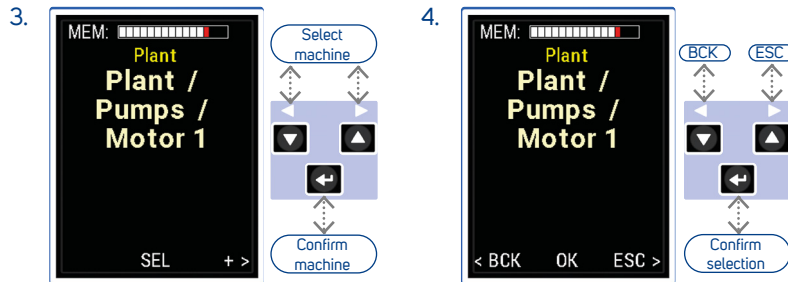 3.
MEM:
Plant
Plant /
Pumps /
Motor 1
SEL + >
Select
machine
Confirm
machine
4.
MEM:
Plant
Plant /
Pumps /
Motor 1
< BCK OK ESC >
BCK ESC
Confirm
selection